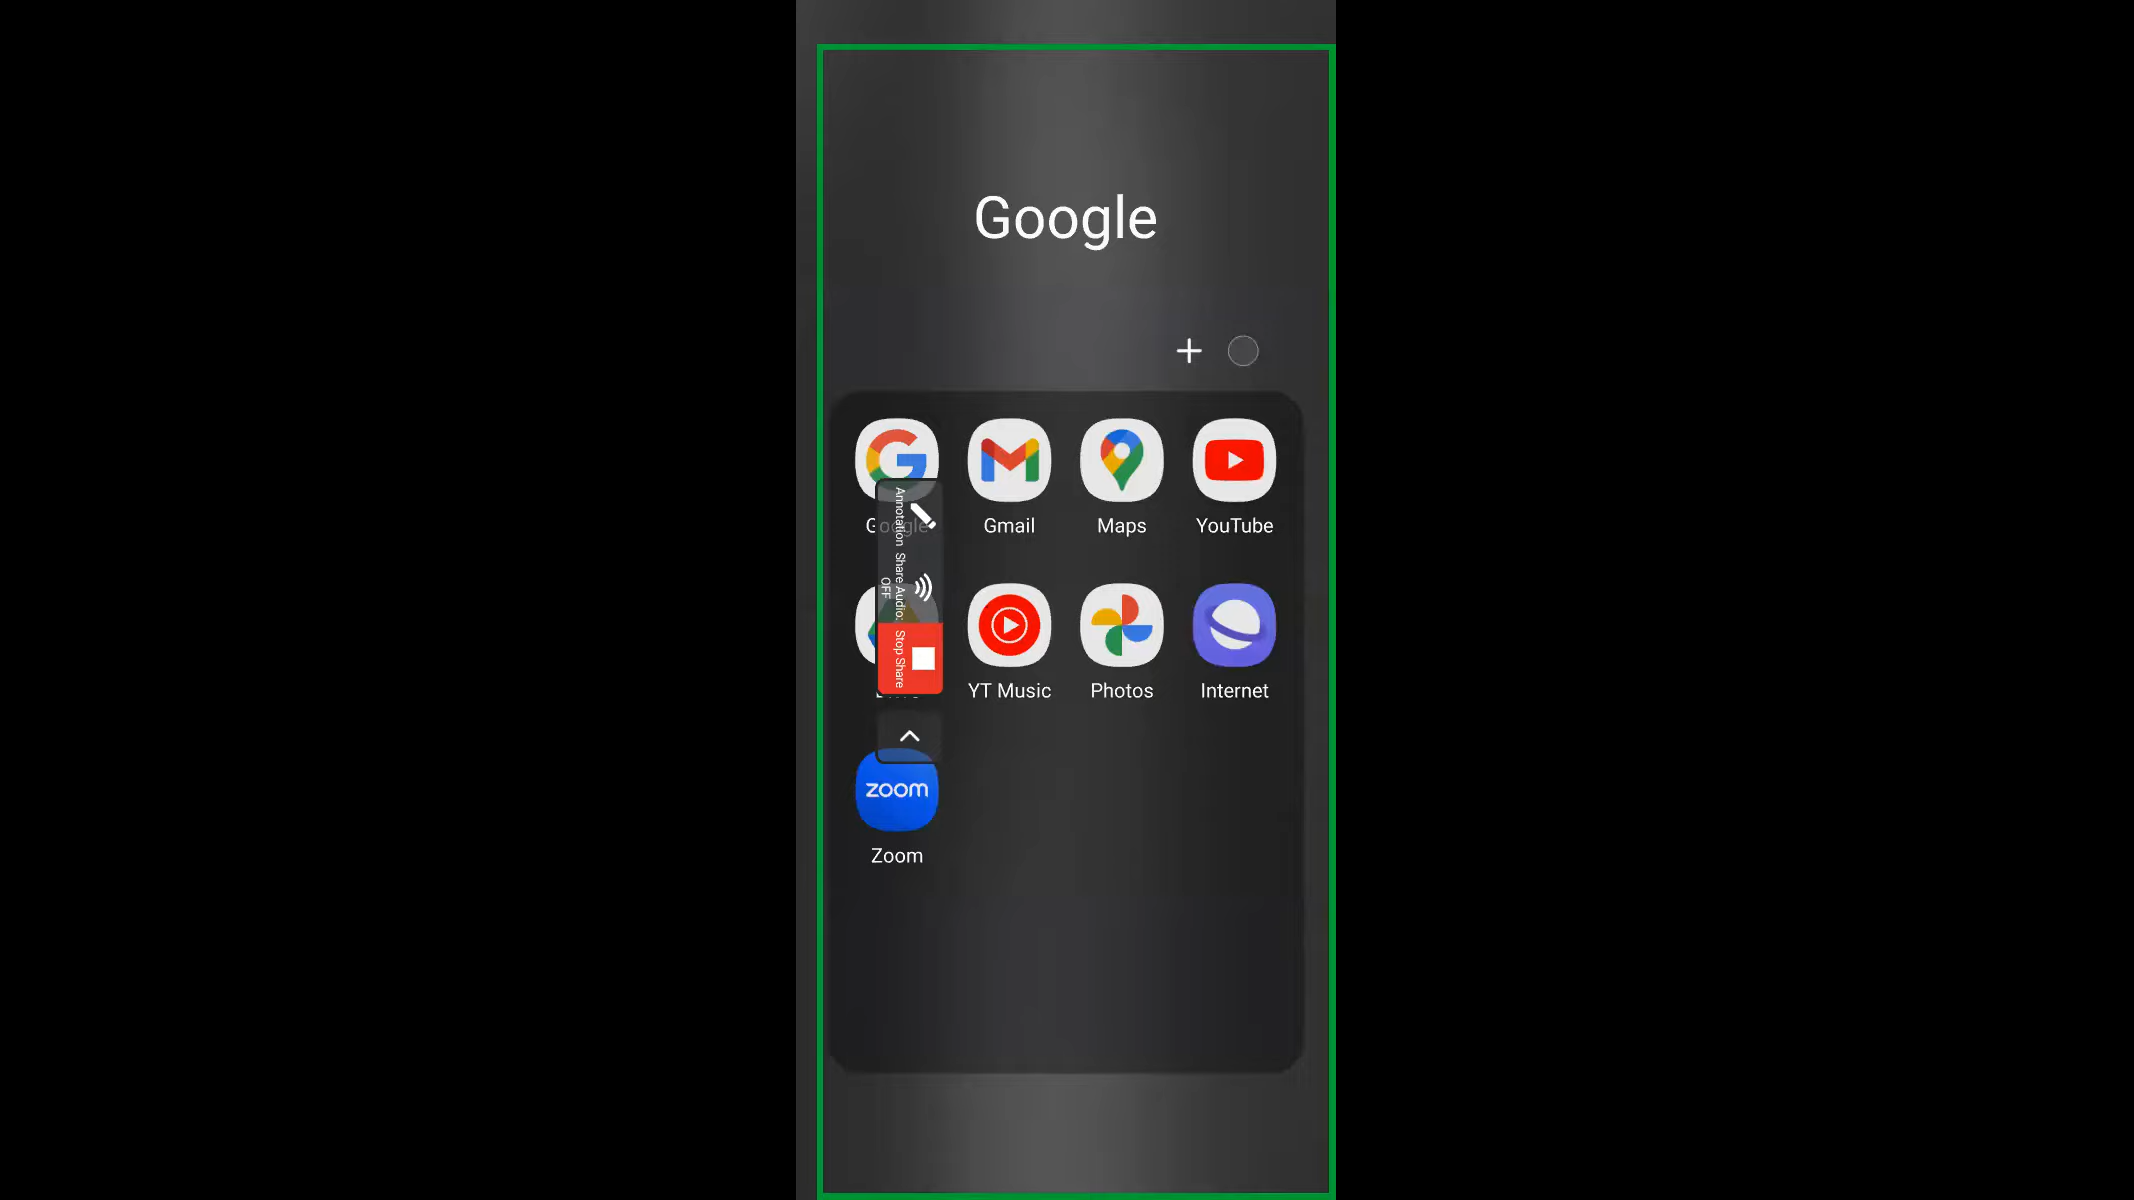 Google
Google
Gmail
Maps
YouTube
Annotation
Share Audio:
OFF
Stop Share
YT Music
Photos
Internet
zoom
Zoom